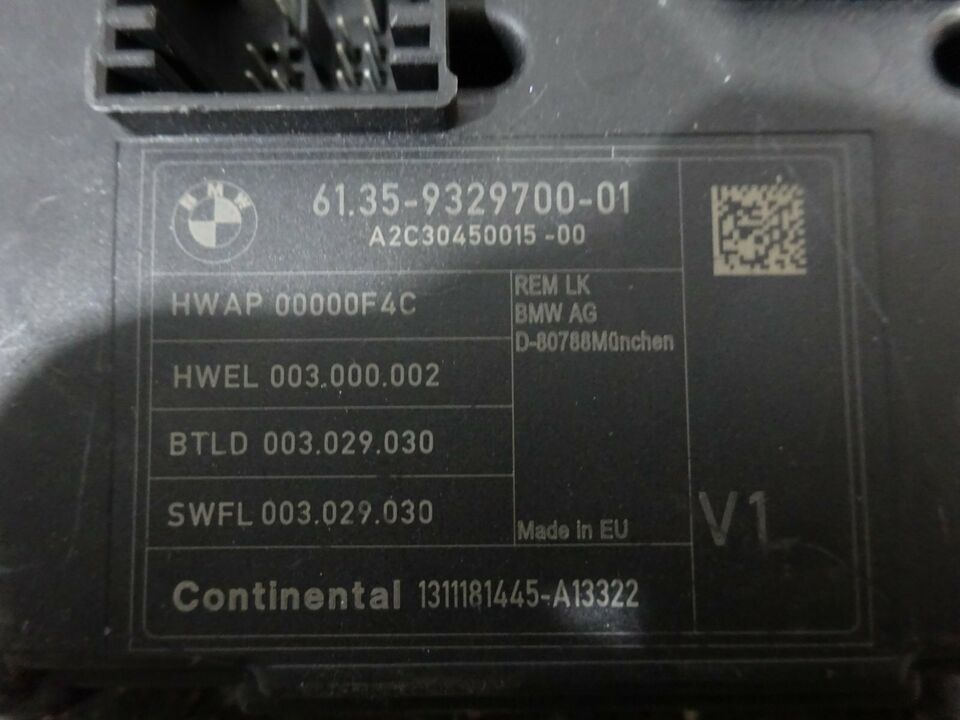 BMW
61.35-9329700-01
A2C30450015-00
HWAP 00000F4C
REM LK
BMW AG
D-80788München
HWEL 003.000.002
BTLD 003.029.030
SWFL 003.029.030
Made in EU
V1
Continental 1311181445-A13322